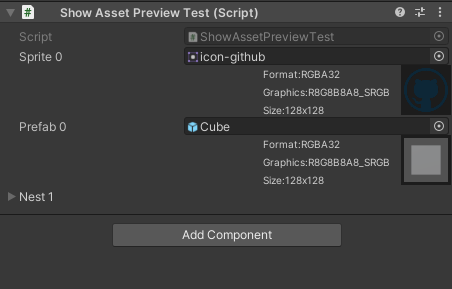 Show Asset Preview Test (Script)
Script ShowAssetPreviewTest
Sprite 0 icon-github
Format:RGBA32
Graphics:R8G8B8A8_SRGB
Size:128x128
Prefab 0 Cube
Format:RGBA32
Graphics:R8G8B8A8_SRGB
Size:128x128
Nest 1
Add Component